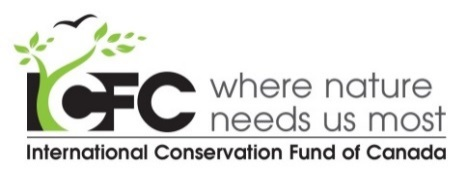 ICFC where nature
needs us most
International Conservation Fund of Canada